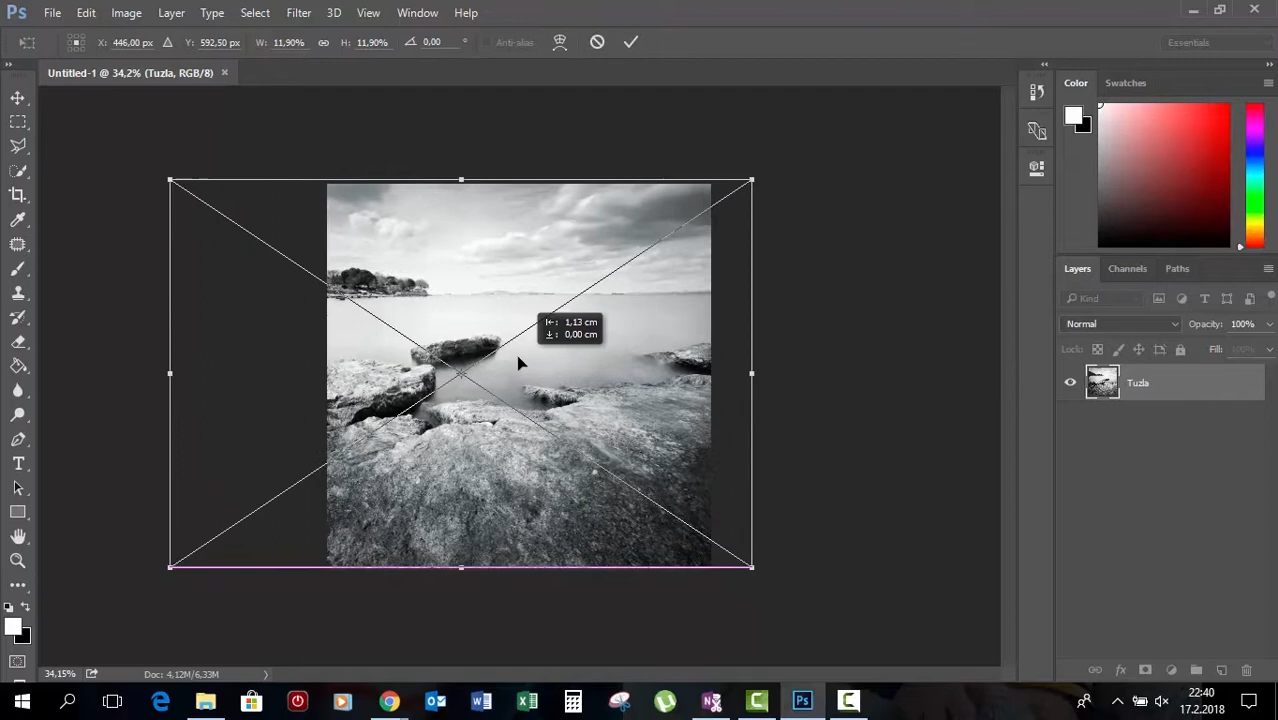 Ps File Edit Image Layer Type Select Filter 3D View Window Help
X: 446,00 px Y: 592,50 px W: 11,90% H: 11,90% 0,00 ° Anti-alias Essentials
Untitled-1 @ 34,2% (Tuzla, RGB/8) ×
Color Swatches
1,13 cm
0,00 cm
Layers Channels Paths
Kind
Normal Opacity: 100%
Lock: Fill: 100%
Tuzla
34,15% Doc: 4,12M/6,33M
22:40
17.2.2018